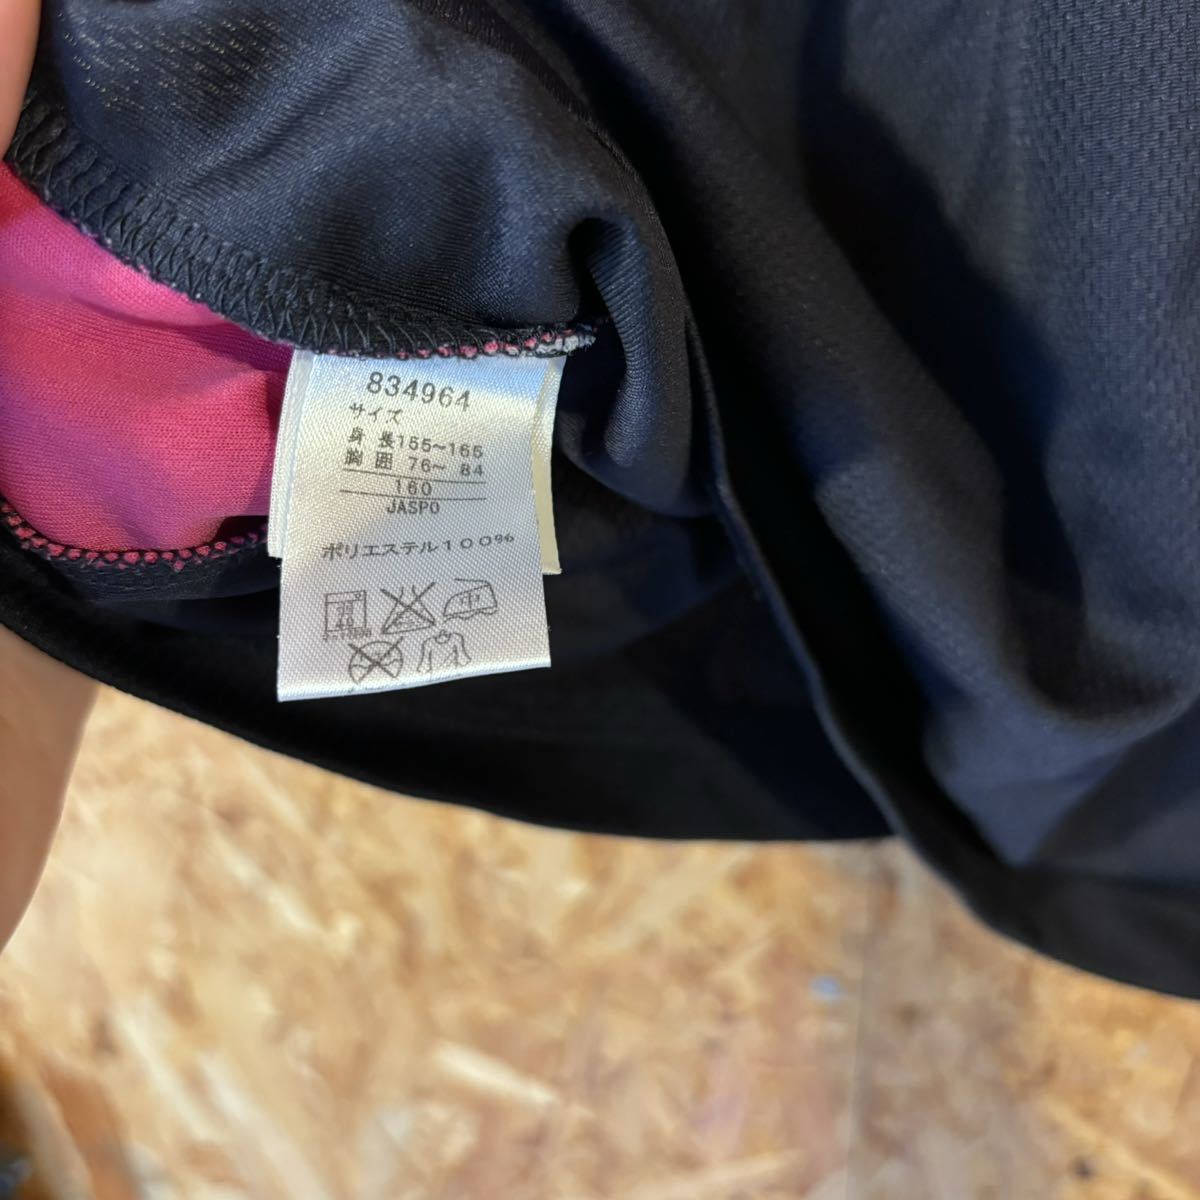 834964
サイズ
身 長155~165
胸 囲 76~ 84
160
JASPO
ポリエステル100%